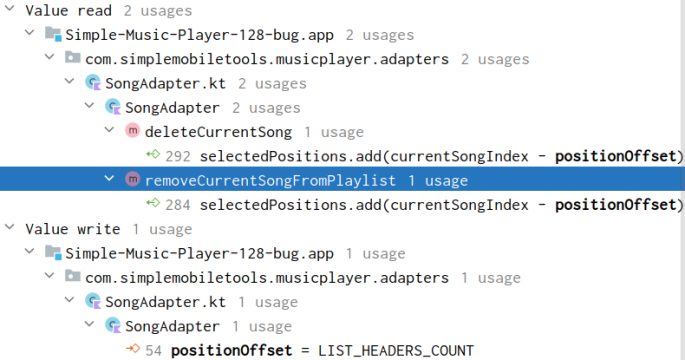 Value read 2 usages
Simple-Music-Player-128-bug.app 2 usages
com.simplemobiletools.musicplayer.adapters 2 usages
SongAdapter.kt 2 usages
SongAdapter 2 usages
m deleteCurrentSong 1 usage
292 selectedPositions.add(currentSongIndex - positionOffset)
m removeCurrentSongFromPlaylist 1 usage
284 selectedPositions.add(currentSongIndex - positionOffset)
Value write 1 usage
Simple-Music-Player-128-bug.app 1 usage
com.simplemobiletools.musicplayer.adapters 1 usage
SongAdapter.kt 1 usage
SongAdapter 1 usage
54 positionOffset = LIST_HEADERS_COUNT